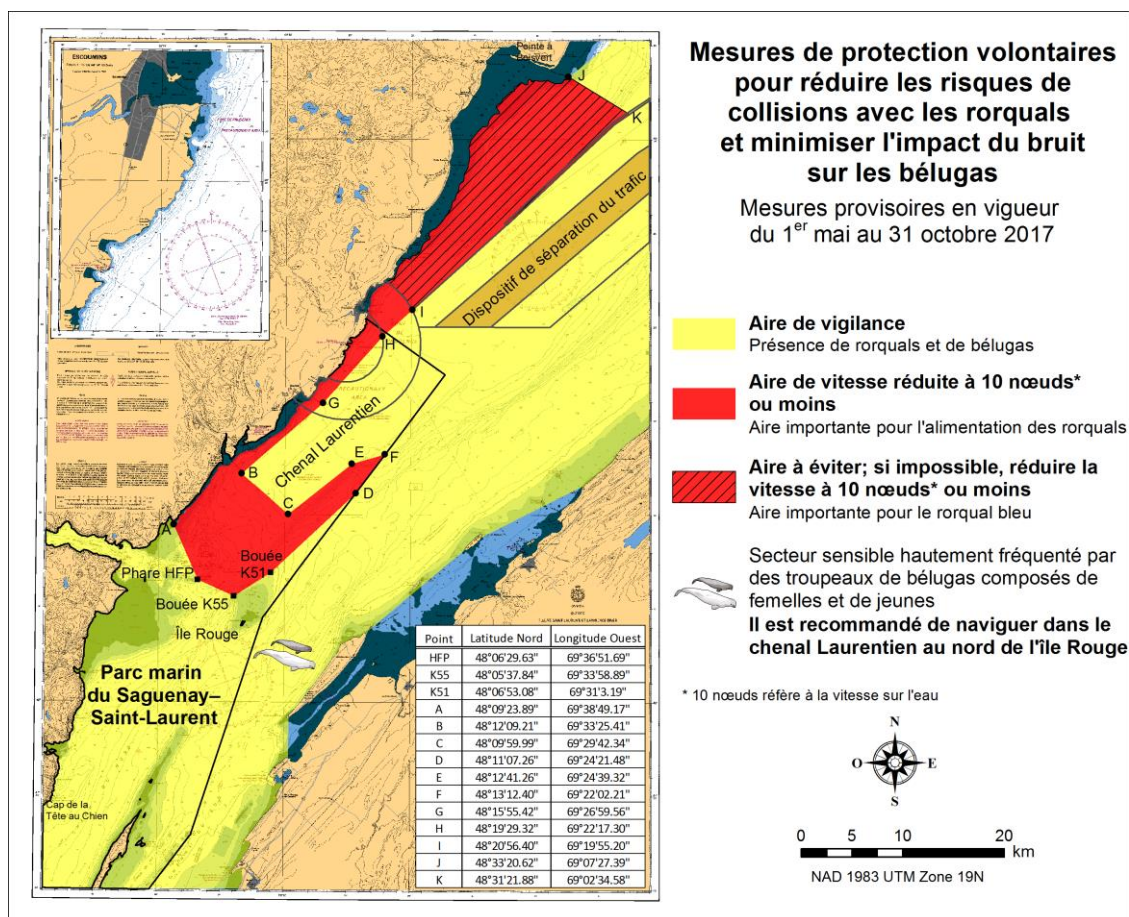 Mesures de protection volontaires
pour réduire les risques de
collisions avec les rorquals
et minimiser l'impact du bruit
sur les bélugas
Mesures provisoires en vigueur
du 1er mai au 31 octobre 2017
Aire de vigilance
Présence de rorquals et de bélugas
Aire de vitesse réduite à 10 nœuds*
ou moins
Aire importante pour l'alimentation des rorquals
Aire à éviter; si impossible, réduire la
vitesse à 10 nœuds* ou moins
Aire importante pour le rorqual bleu
Secteur sensible hautement fréquenté par
des troupeaux de bélugas composés de
femelles et de jeunes
Il est recommandé de naviguer dans le
chenal Laurentien au nord de l'île Rouge
* 10 nœuds réfère à la vitesse sur l'eau
N
O E
S
0 5 10 20
km
NAD 1983 UTM Zone 19N
ESCOUMINS
Pointe à
Boisvert
J
K
Dispositif de séparation du trafic
I
H
G
Chenal Laurentien
E
F
B
D
C
A
Bouée
K51
Phare HFP
Bouée K55
Île Rouge
Parc marin
du Saguenay–
Saint-Laurent
Cap de la
Tête au Chien
Point Latitude Nord Longitude Ouest
HFP 48°06'29.63" 69°36'51.69"
K55 48°05'37.84" 69°33'58.89"
K51 48°06'53.08" 69°31'3.19"
A 48°09'23.89" 69°38'49.17"
B 48°12'09.21" 69°33'25.41"
C 48°09'59.99" 69°29'42.34"
D 48°11'07.26" 69°24'21.48"
E 48°12'41.26" 69°24'39.32"
F 48°13'12.40" 69°22'02.21"
G 48°15'55.42" 69°26'59.56"
H 48°19'29.32" 69°22'17.30"
I 48°20'56.40" 69°19'55.20"
J 48°33'20.62" 69°07'27.39"
K 48°31'21.88" 69°02'34.58"